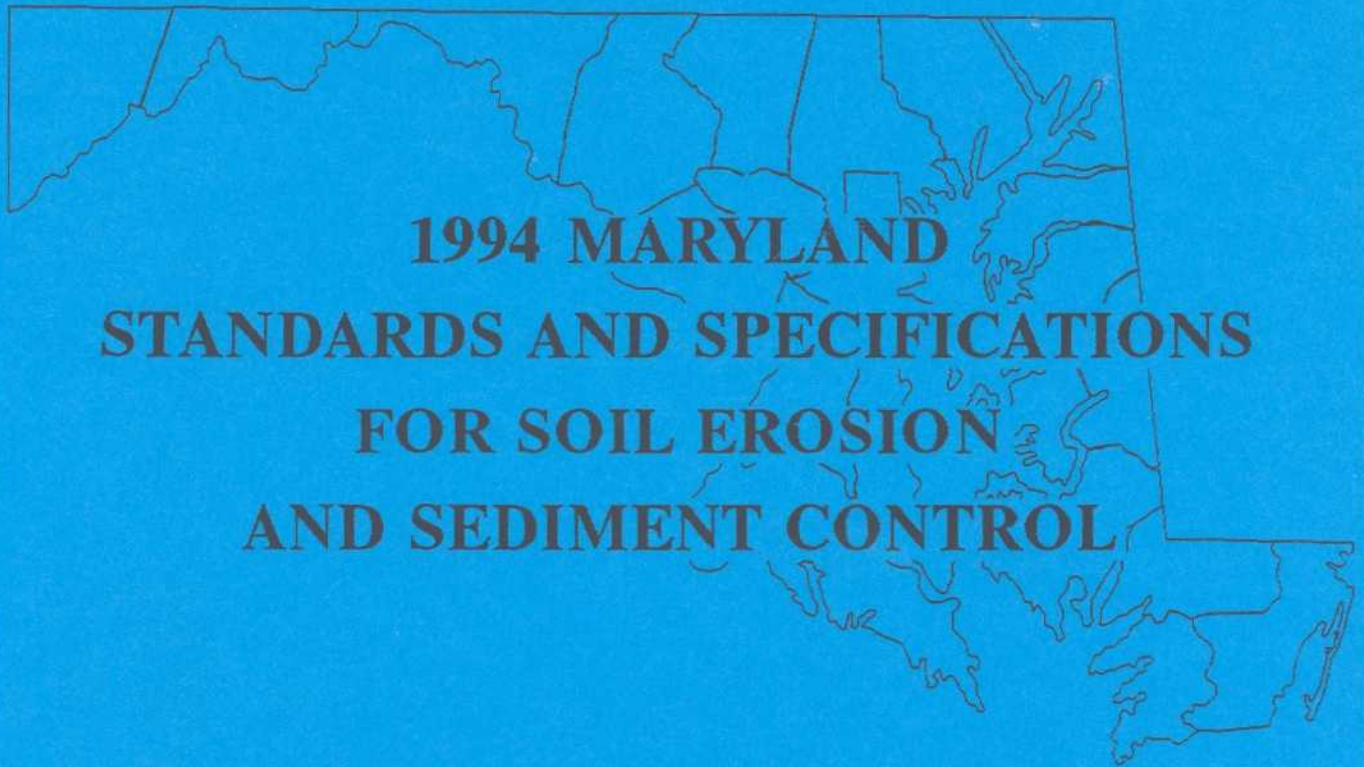 1994 MARYLAND
STANDARDS AND SPECIFICATIONS
FOR SOIL EROSION
AND SEDIMENT CONTROL